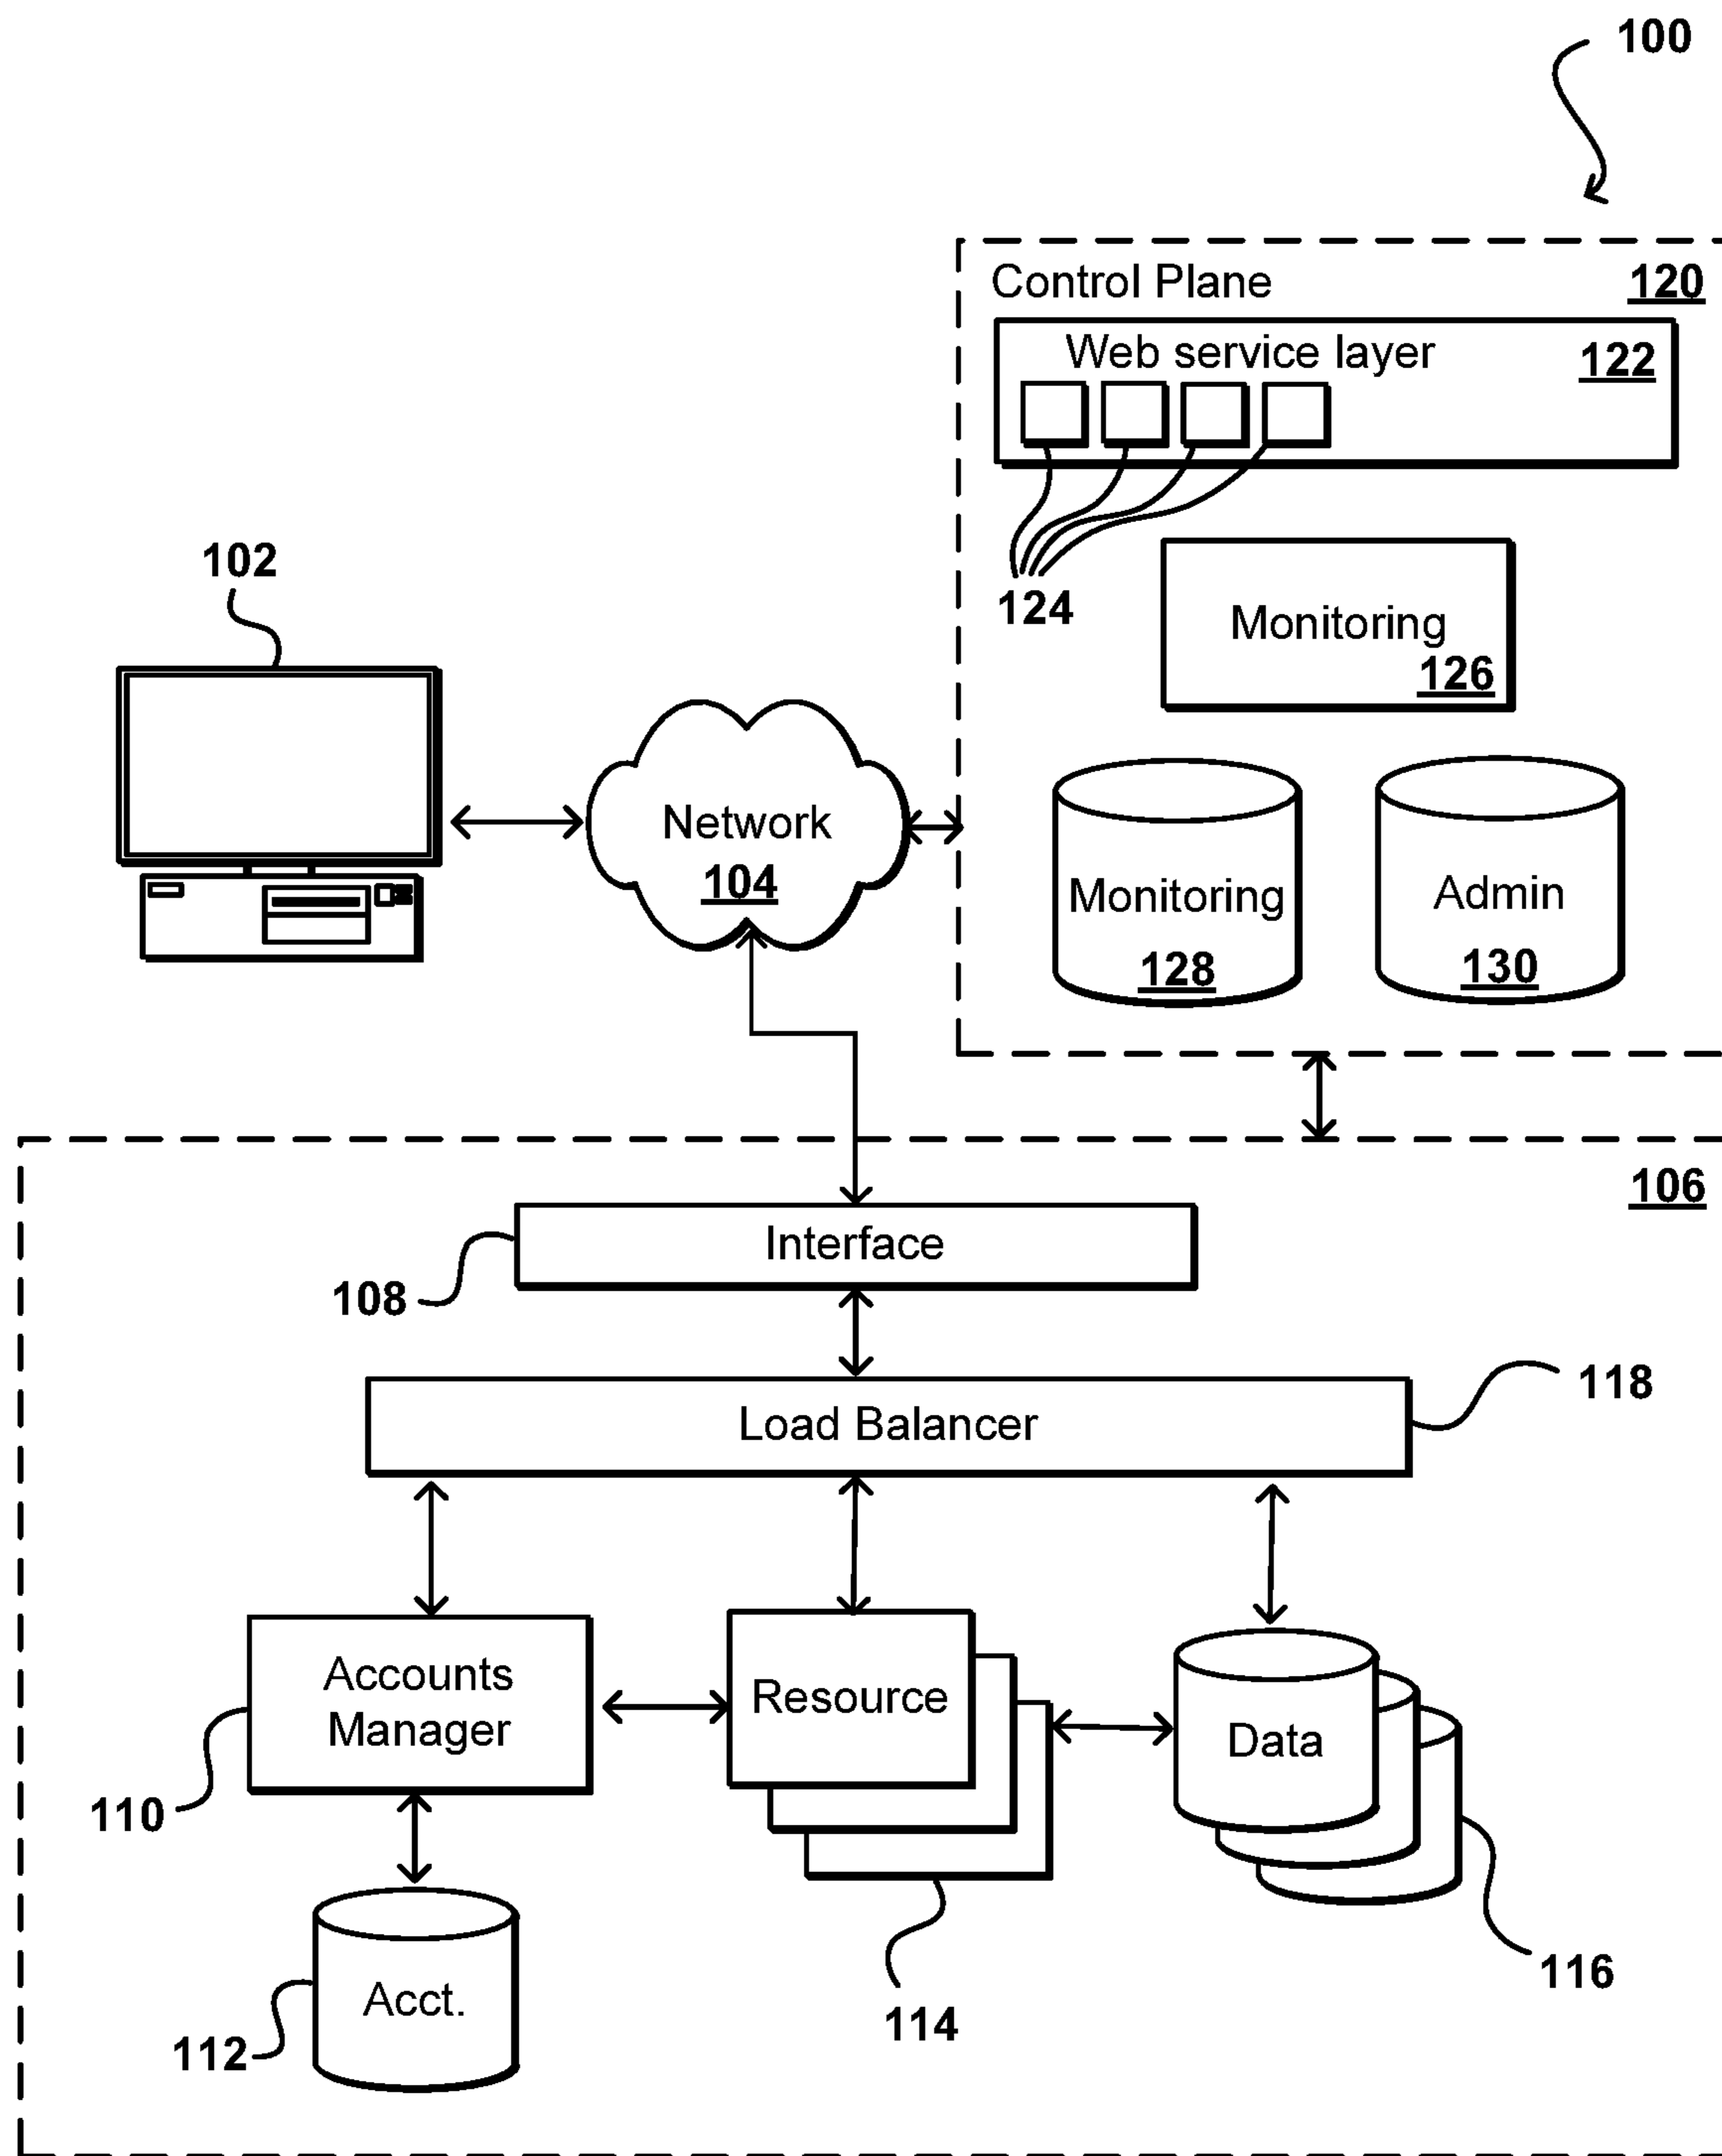 100
Control Plane
120
Web service layer
122
124
102
Monitoring
126
Network
104
Monitoring
128
Admin
130
106
Interface
108
118
Load Balancer
Accounts
Manager
Resource
Data
110
116
Acct.
114
112